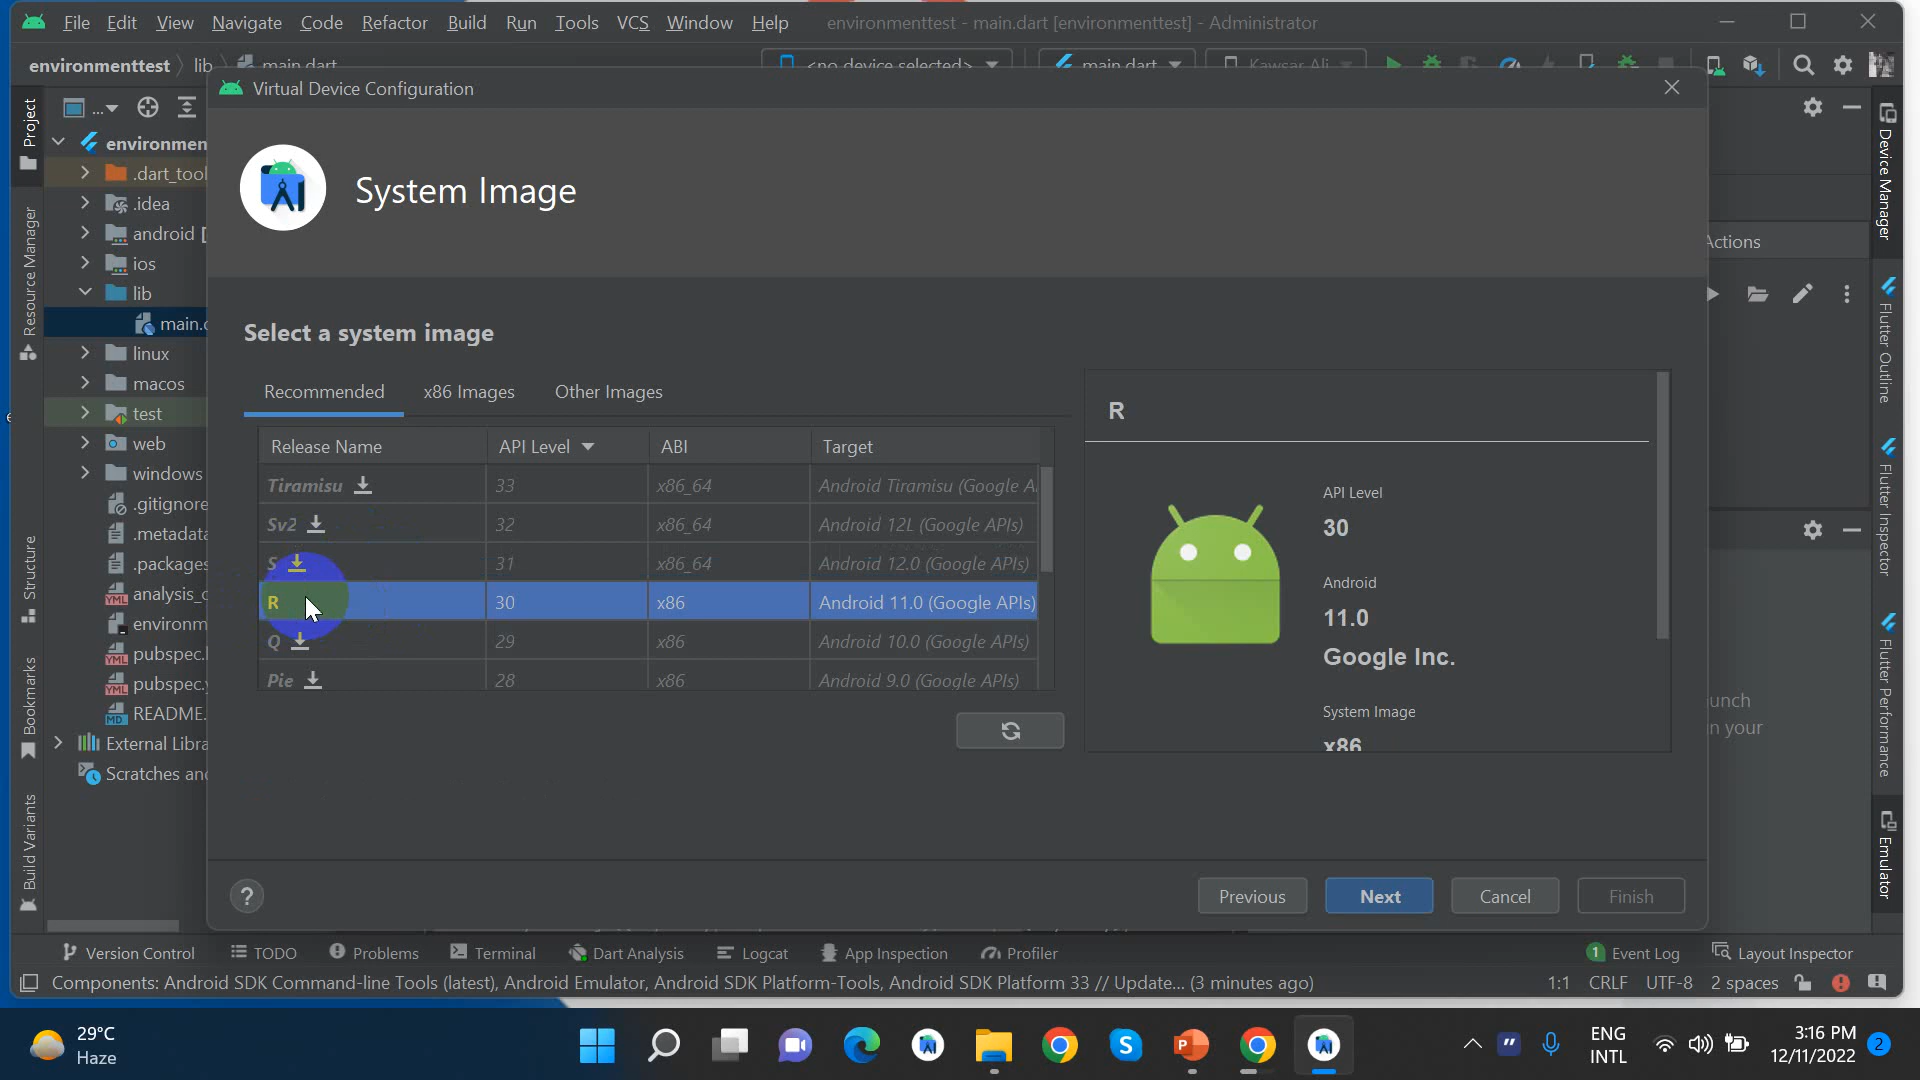 File Edit View Navigate Code Refactor Build Run Tools VCS Window Help environmenttest - main.dart [environmenttest] - Administrator
environmenttest lib main.dart <no device selected> main.dart Kawsar Ali
Virtual Device Configuration
System Image
Select a system image
Recommended x86 Images Other Images
Release Name API Level ABI Target
Tiramisu 33 x86_64 Android Tiramisu (Google A
Sv2 32 x86_64 Android 12L (Google APIs)
S 31 x86_64 Android 12.0 (Google APIs)
R 30 x86 Android 11.0 (Google APIs)
Q 29 x86 Android 10.0 (Google APIs)
Pie 28 x86 Android 9.0 (Google APIs)
R
API Level
30
Android
11.0
Google Inc.
System Image
x86
? Previous Next Cancel Finish
Project
Resource Manager
Structure
Bookmarks
Build Variants
...
environmen
.dart_tool
.idea
android [
ios
lib
main.d
linux
macos
test
web
windows
.gitignore
.metadata
.packages
analysis_o
environm
pubspec.l
pubspec.y
README.
External Libra
Scratches and
Actions
unch
n your
Device Manager
Flutter Outline
Flutter Inspector
Flutter Performance
Emulator
Version Control TODO Problems Terminal Dart Analysis Logcat App Inspection Profiler 1 Event Log Layout Inspector
Components: Android SDK Command-line Tools (latest), Android Emulator, Android SDK Platform-Tools, Android SDK Platform 33 // Update... (3 minutes ago) 1:1 CRLF UTF-8 2 spaces
29°C
Haze
ENG
INTL
3:16 PM
12/11/2022
2